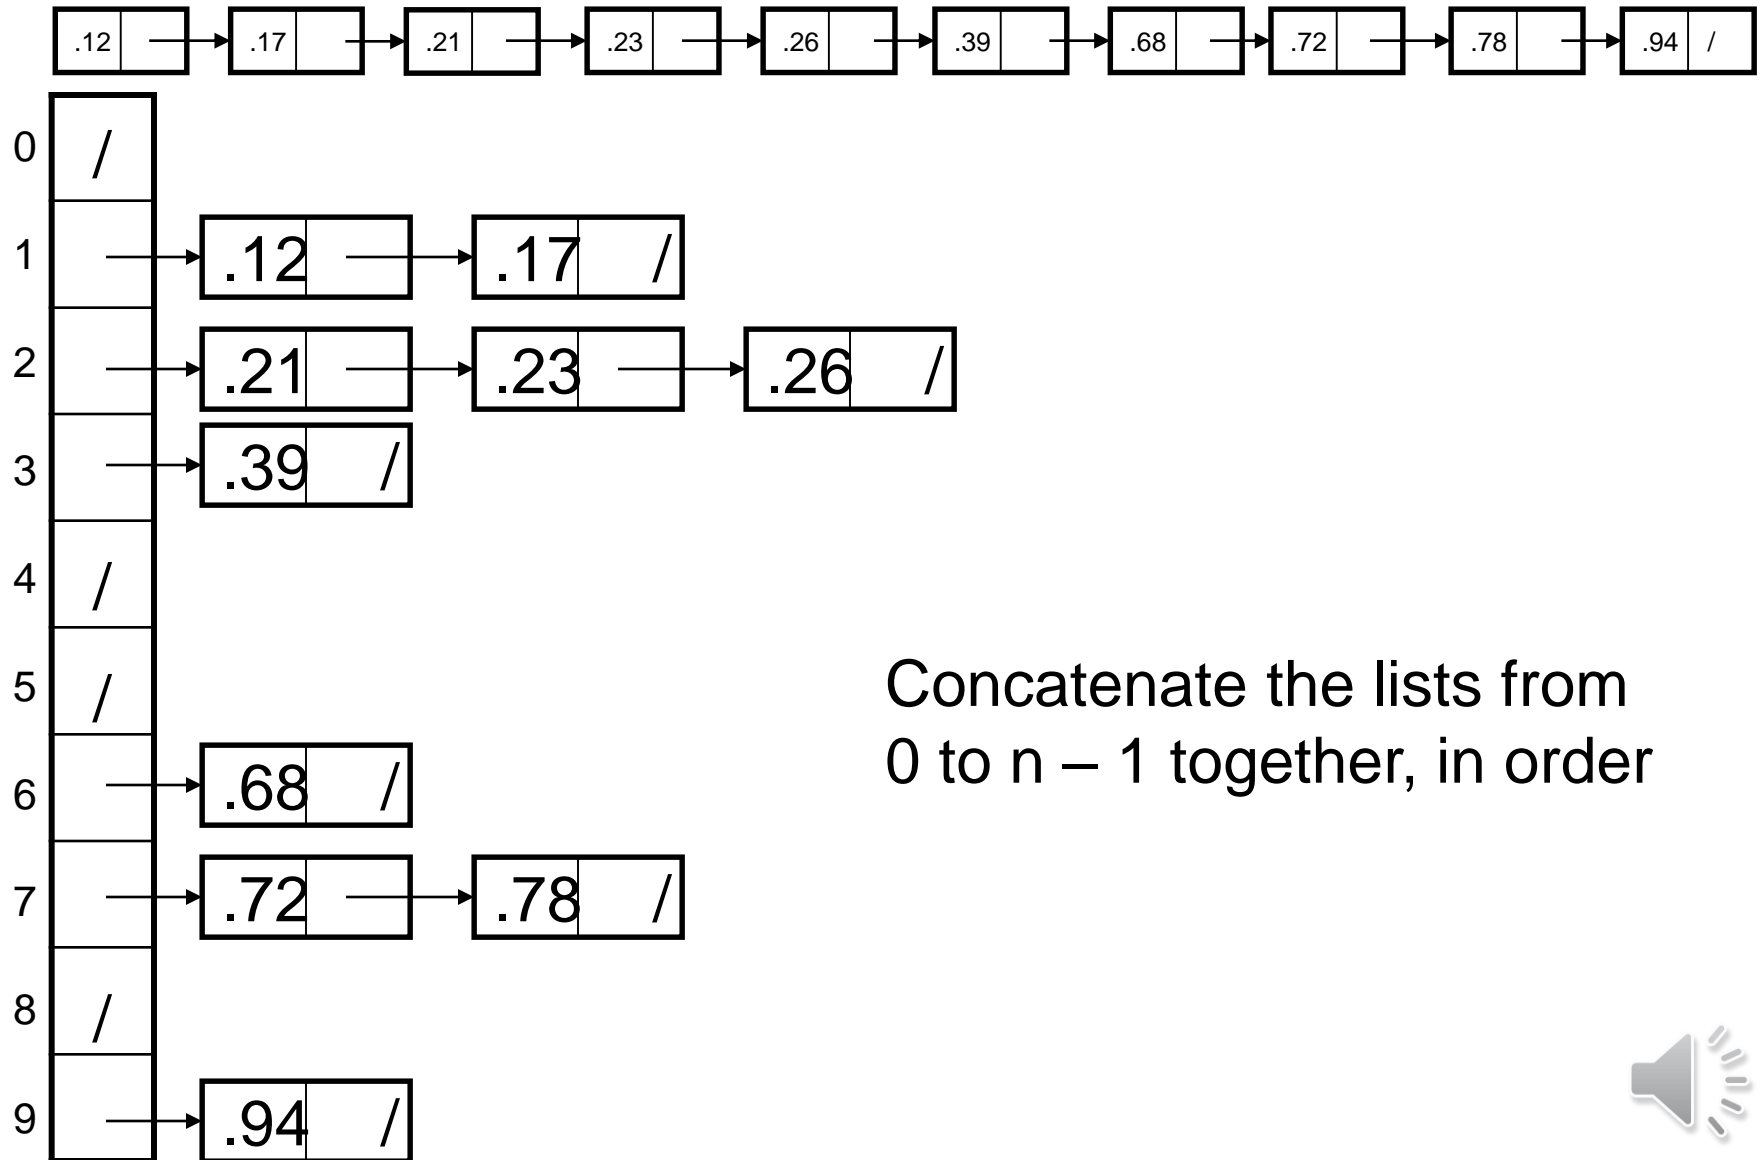 .12 .17 .21 .23 .26 .39 .68 .72 .78 .94 /
0 /
1 .12 .17 /
2 .21 .23 .26 /
3 .39 /
4 /
5 /
6 .68 /
7 .72 .78 /
8 /
9 .94 /
Concatenate the lists from
0 to n – 1 together, in order